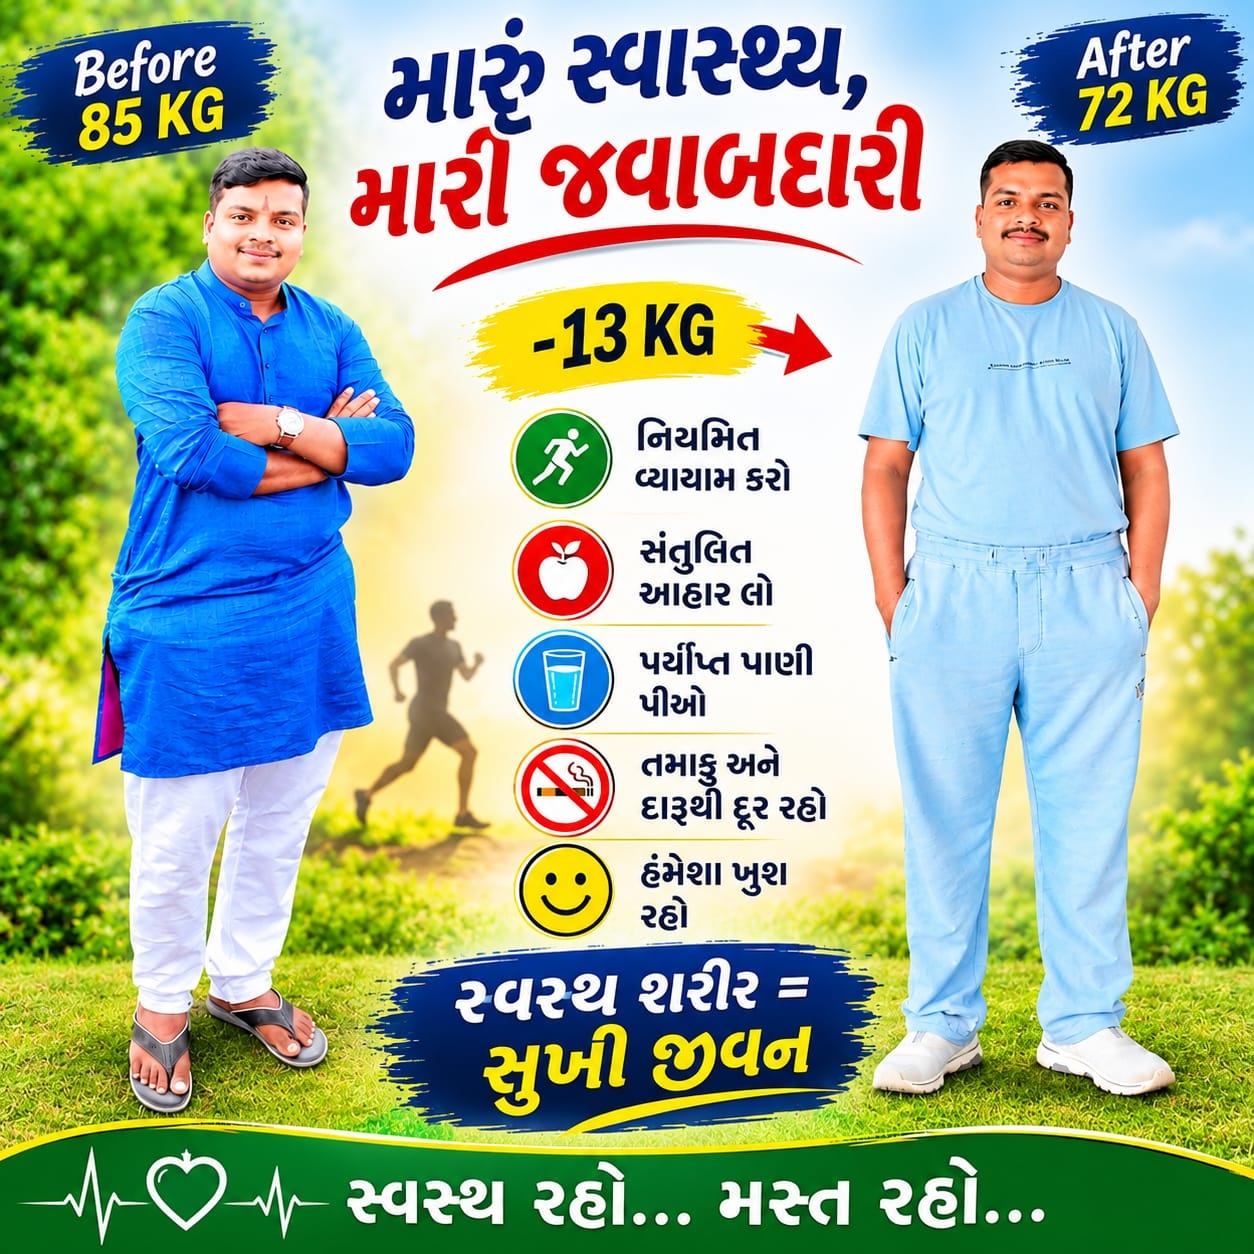 Before
85 KG
મારું સ્વાસ્થ્ય,
મારી જવાબદારી
After
72 KG
-13 KG
નિયમિત
વ્યાયામ કરો
સંતુલિત
આહાર લો
પર્યાપ્ત પાણી
પીઓ
તમાકુ અને
દારૂથી દૂર રહો
હંમેશા ખુશ
રહો
સ્વસ્થ શરીર =
સુખી જીવન
સ્વસ્થ રહો... મસ્ત રહો...